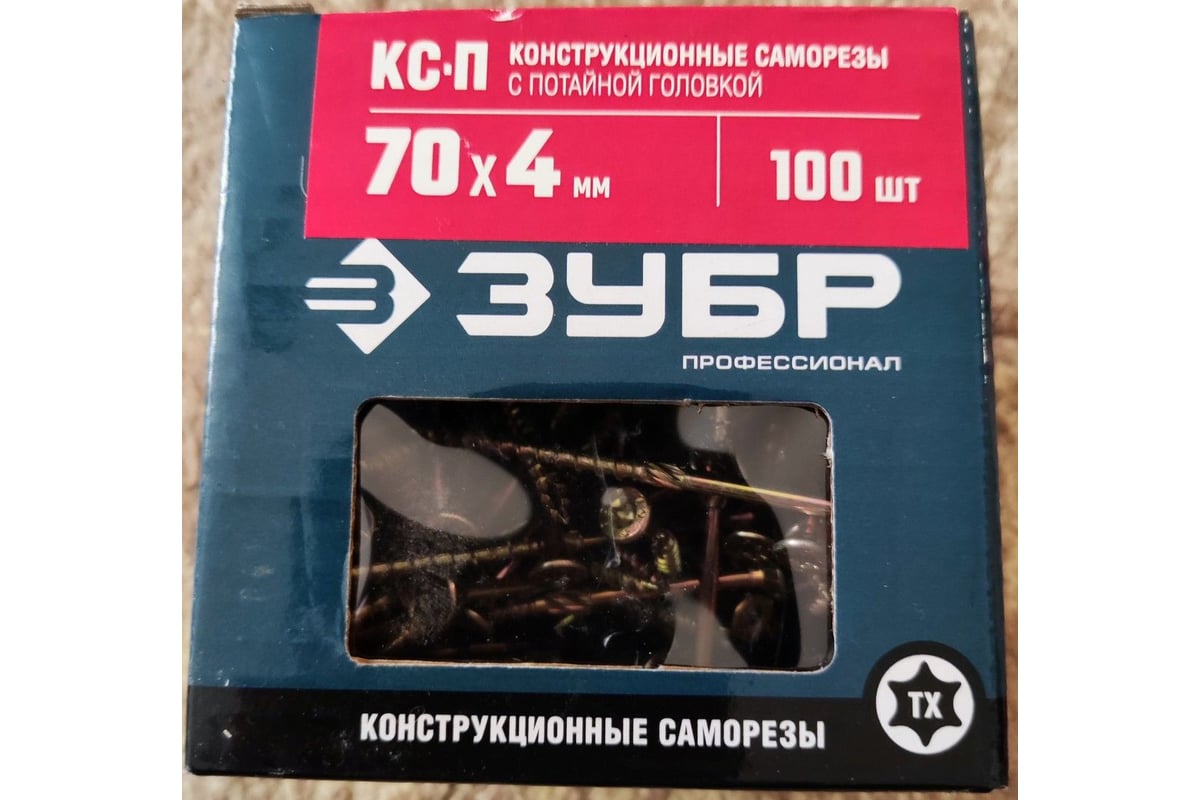 КС·П КОНСТРУКЦИОННЫЕ САМОРЕЗЫ
С ПОТАЙНОЙ ГОЛОВКОЙ
70 х 4 мм 100 шт
ЗУБР
ПРОФЕССИОНАЛ
TX
КОНСТРУКЦИОННЫЕ САМОРЕЗЫ